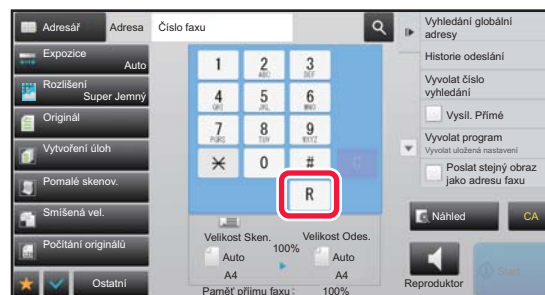 Adresář
Adresa
Číslo faxu
Expozice
Auto
Rozlišení
Super Jemný
Originál
Vytvoření úloh
Pomalé skenov.
Smíšená vel.
Počítání originálů
Ostatní
1
2
ABC
3
DEF
4
GHI
5
JKL
6
MNO
7
PQRS
8
TUV
9
WXYZ
0
#
C
R
Velikost Sken.
100%
Velikost Odes.
Auto
A4
Auto
A4
Paměť příjmu faxu: 100%
Vyhledání globální
adresy
Historie odeslání
Vyvolat číslo
vyhledání
Vysíl. Přímé
Vyvolat program
Vyvolat uložená nastavení
Poslat stejný obraz
jako adresu faxu
Náhled
CA
Reproduktor
Start